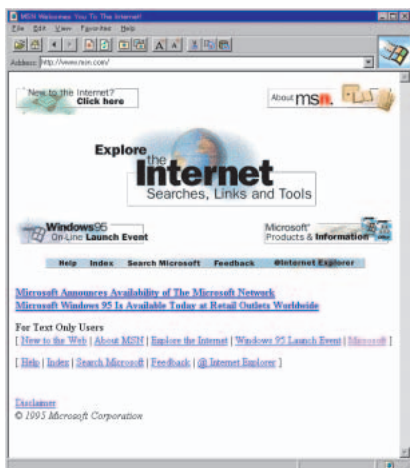 MSN Welcomes You To The Internet!
File Edit View Favorites Help
Address: http://www.msn.com/
New to the Internet?
Click here
About msn.
Explore
the
Internet
Searches, Links and Tools
Windows95
On-Line Launch Event
Microsoft
Products & Information
Help Index Search Microsoft Feedback @Internet Explorer
Microsoft Announces Availability of The Microsoft Network
Microsoft Windows 95 Is Available Today at Retail Outlets Worldwide
For Text Only Users
[ New to the Web | About MSN | Explore the Internet | Windows 95 Launch Event | Microsoft ]
[ Help | Index | Search Microsoft | Feedback | @ Internet Explorer ]
Disclaimer
© 1995 Microsoft Corporation